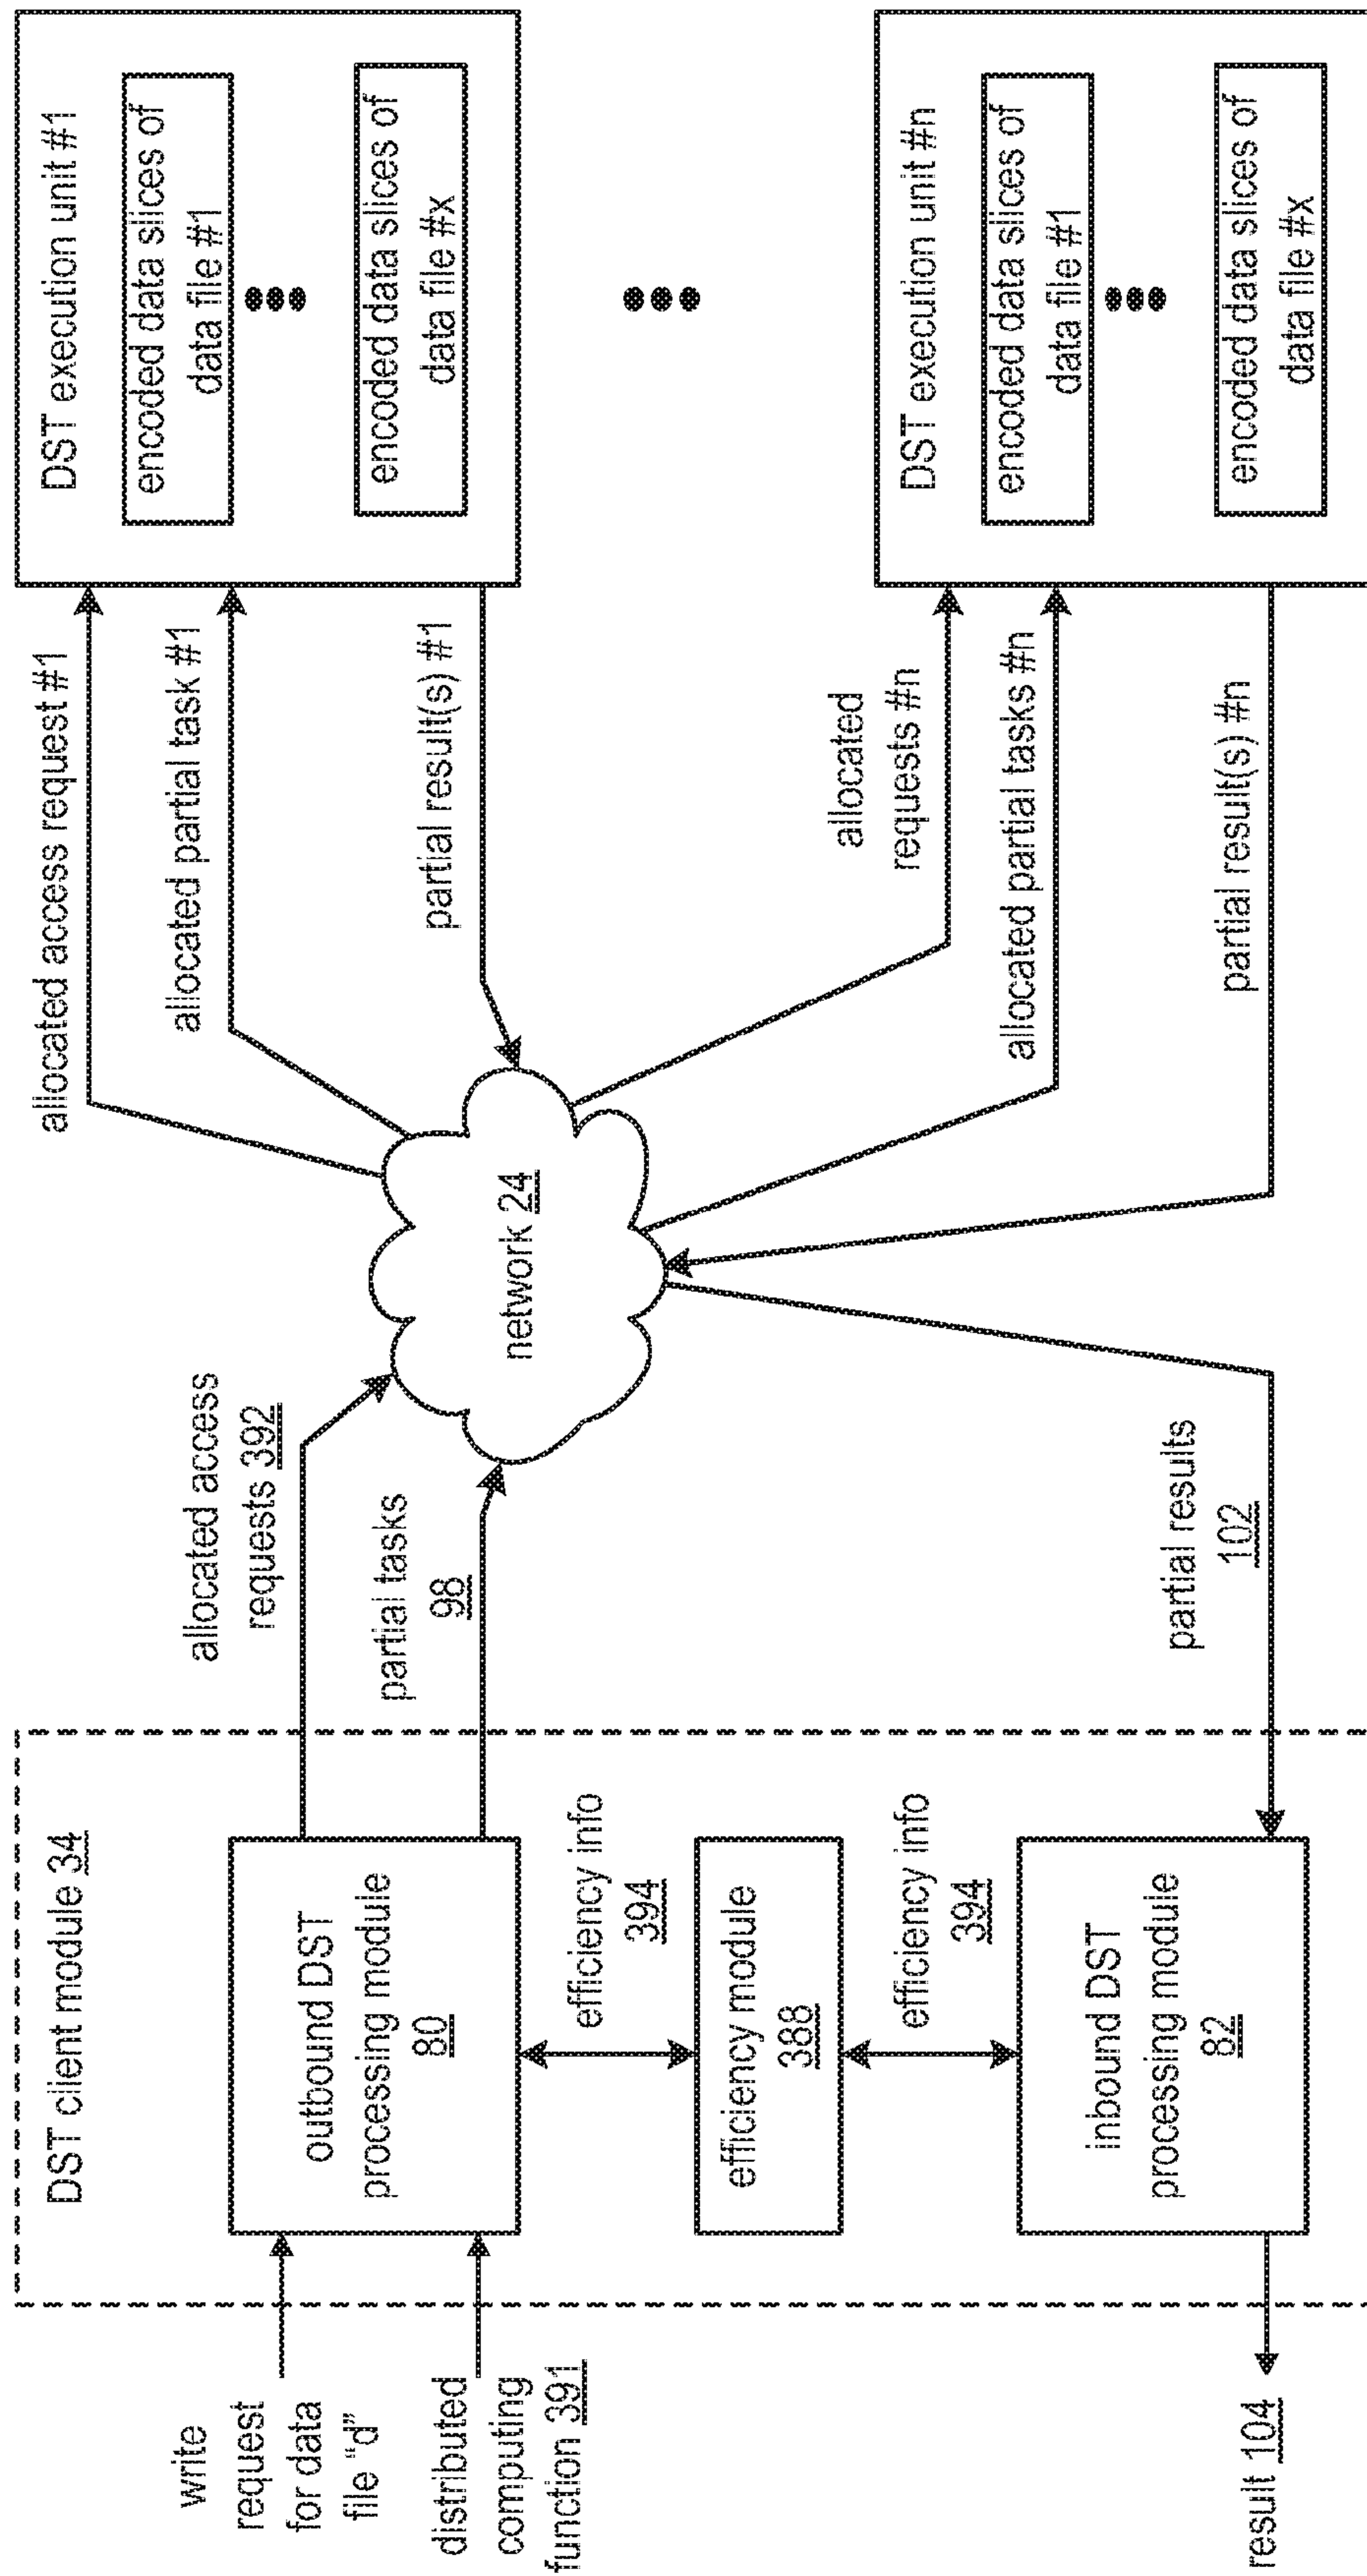 write
request
for data
file "d"
distributed
computing
function 391
result 104
DST client module 34
outbound DST
processing module
80
efficiency info
394
efficiency module
388
efficiency info
394
inbound DST
processing module
82
allocated access
requests 392
partial tasks
98
partial results
102
network 24
allocated access request #1
allocated partial task #1
partial result(s) #1
allocated
requests #n
allocated partial tasks #n
partial result(s) #n
DST execution unit #1
encoded data slices of
data file #1
encoded data slices of
data file #x
DST execution unit #n
encoded data slices of
data file #1
encoded data slices of
data file #x